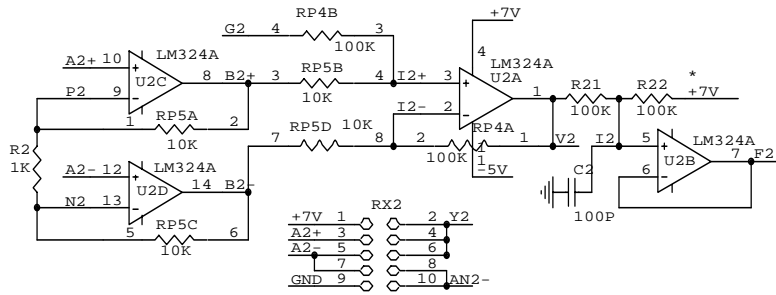 G2 4 RP4B 3 +7V
100K
A2+ 10 LM324A
U2C 8 B2+ 3 RP5B 4 I2+ 3 4 LM324A
U2A 1 R21 R22 *
+7V
P2 9 10K I2- 2 100K 100K
1 RP5A 2
10K
RP5D 10K
7 8 2 RP4A 1 V2 I2 5 LM324A
100K
R2
1K
A2- 12 LM324A
U2D 14 B2- 11 -5V C2 6 U2B 7 F2
N2 13 100P
5 RP5C 6
10K
RX2
+7V 1 2 Y2
A2+ 3 4
A2- 5 6
7 8
GND 9 10 AN2-